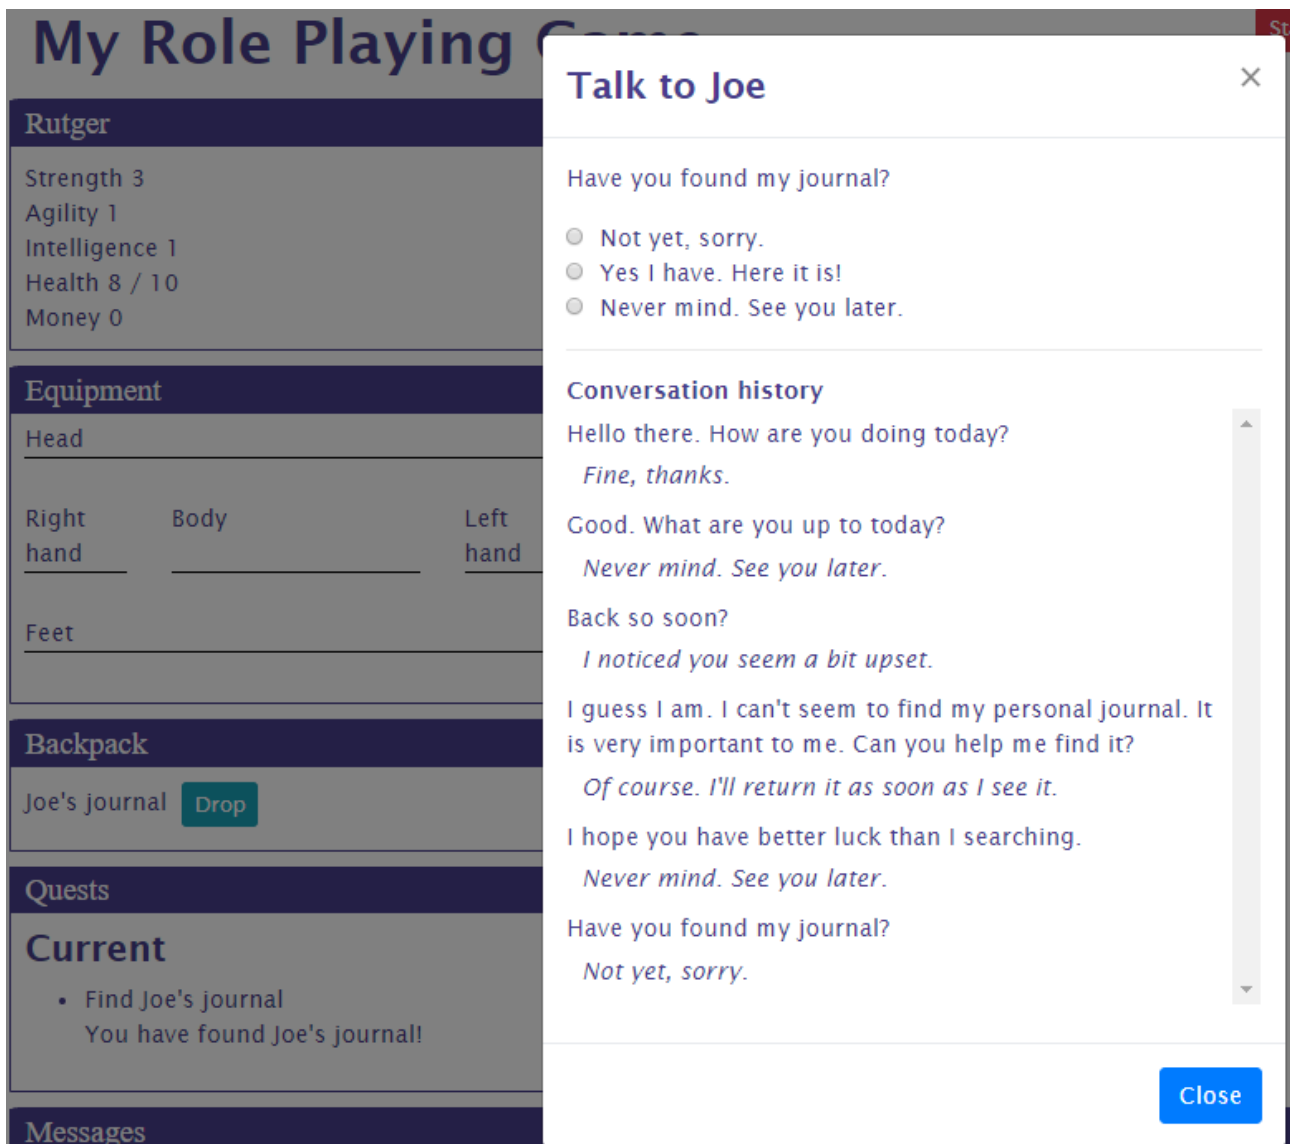 My Role Playing
St
Rutger
Strength 3
Agility 1
Intelligence 1
Health 8 / 10
Money 0
Equipment
Head
Right hand
Body
Left hand
Feet
Backpack
Joe's journal Drop
Quests
Current
• Find Joe's journal
You have found Joe's journal!
Messages
Talk to Joe
×
Have you found my journal?
Not yet, sorry.
Yes I have. Here it is!
Never mind. See you later.
Conversation history
Hello there. How are you doing today?
Fine, thanks.
Good. What are you up to today?
Never mind. See you later.
Back so soon?
I noticed you seem a bit upset.
I guess I am. I can't seem to find my personal journal. It
is very important to me. Can you help me find it?
Of course. I'll return it as soon as I see it.
I hope you have better luck than I searching.
Never mind. See you later.
Have you found my journal?
Not yet, sorry.
Close